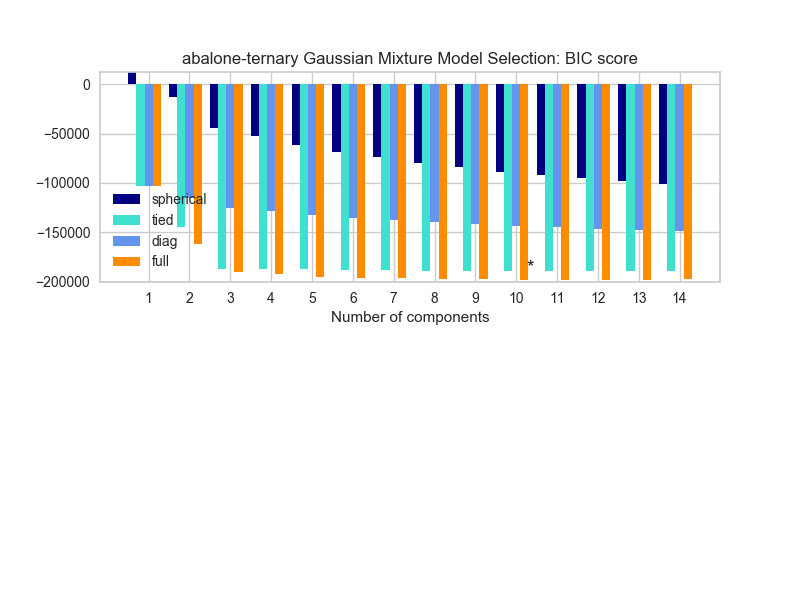 abalone-ternary Gaussian Mixture Model Selection: BIC score
0
−50000
−100000
−150000
−200000
spherical
tied
diag
full
*
1 2 3 4 5 6 7 8 9 10 11 12 13 14
Number of components